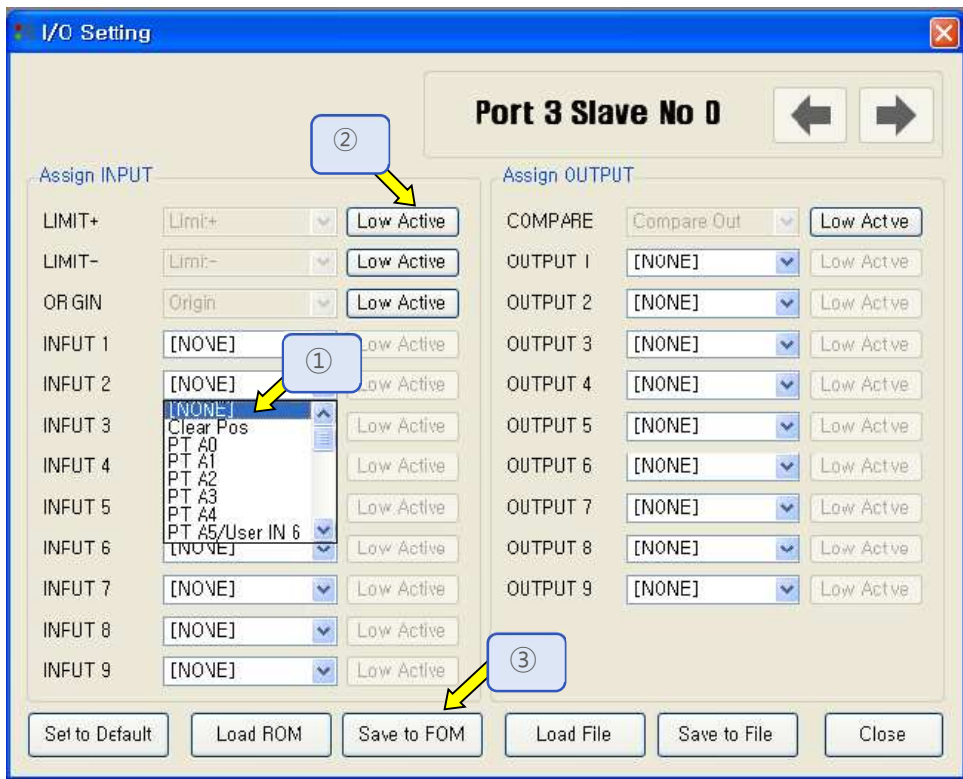 I/O Setting
Port 3 Slave No 0
②
Assign INPUT
LIMIT+ Limit+ Low Active
LIMIT- Limit- Low Active
ORIGIN Origin Low Active
INPUT 1 [NONE] Low Active
①
INPUT 2 [NONE] Low Active
[NONE]
Clear Pos
PT A0
PT A1
PT A2
PT A3
PT A4
PT A5/User IN 6
INPUT 3 Low Active
INPUT 4 Low Active
INPUT 5 Low Active
INPUT 6 [NONE] Low Active
INPUT 7 [NONE] Low Active
INPUT 8 [NONE] Low Active
INPUT 9 [NONE] Low Active
Assign OUTPUT
COMPARE Compare Out Low Active
OUTPUT 1 [NONE] Low Active
OUTPUT 2 [NONE] Low Active
OUTPUT 3 [NONE] Low Active
OUTPUT 4 [NONE] Low Active
OUTPUT 5 [NONE] Low Active
OUTPUT 6 [NONE] Low Active
OUTPUT 7 [NONE] Low Active
OUTPUT 8 [NONE] Low Active
OUTPUT 9 [NONE] Low Active
③
Set to Default Load ROM Save to ROM Load File Save to File Close